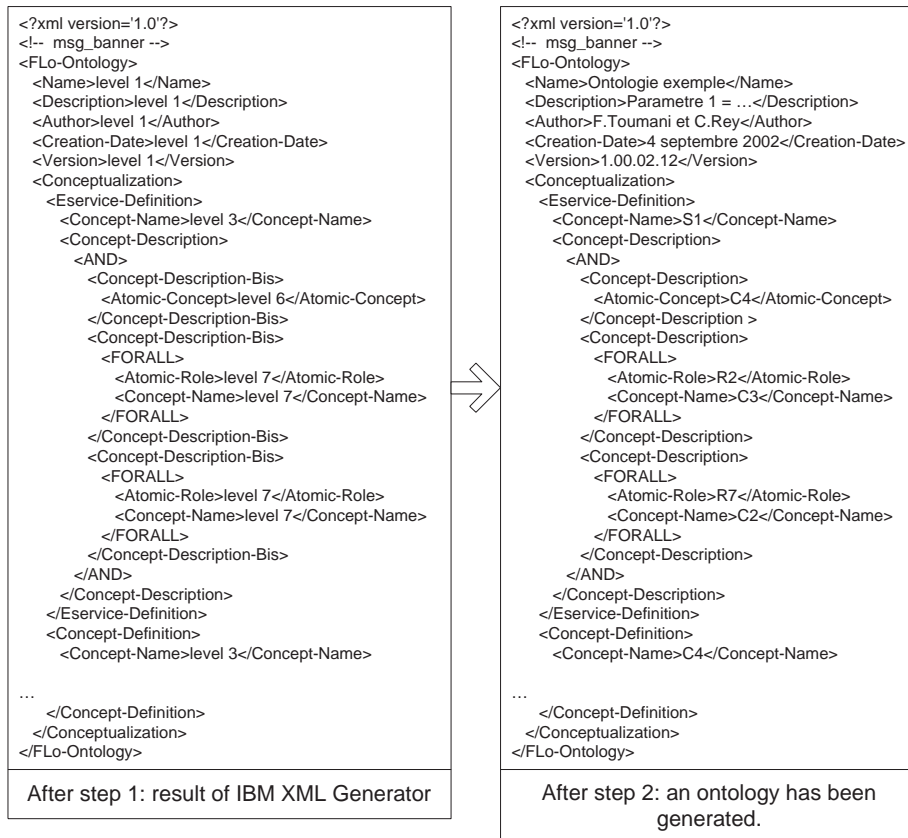 <?xml version='1.0'?>
<!--  msg_banner -->
<FLo-Ontology>
<Name>level 1</Name>
<Description>level 1</Description>
<Author>level 1</Author>
<Creation-Date>level 1</Creation-Date>
<Version>level 1</Version>
<Conceptualization>
<Eservice-Definition>
<Concept-Name>level 3</Concept-Name>
<Concept-Description>
<AND>
<Concept-Description-Bis>
<Atomic-Concept>level 6</Atomic-Concept>
</Concept-Description-Bis>
<Concept-Description-Bis>
<FORALL>
<Atomic-Role>level 7</Atomic-Role>
<Concept-Name>level 7</Concept-Name>
</FORALL>
</Concept-Description-Bis>
<Concept-Description-Bis>
<FORALL>
<Atomic-Role>level 7</Atomic-Role>
<Concept-Name>level 7</Concept-Name>
</FORALL>
</Concept-Description-Bis>
</AND>
</Concept-Description>
</Eservice-Definition>
<Concept-Definition>
<Concept-Name>level 3</Concept-Name>
…
</Concept-Definition>
</Conceptualization>
</FLo-Ontology>
After step 1: result of IBM XML Generator
<?xml version='1.0'?>
<!--  msg_banner -->
<FLo-Ontology>
<Name>Ontologie exemple</Name>
<Description>Parametre 1 = …</Description>
<Author>F.Toumani et C.Rey</Author>
<Creation-Date>4 septembre 2002</Creation-Date>
<Version>1.00.02.12</Version>
<Conceptualization>
<Eservice-Definition>
<Concept-Name>S1</Concept-Name>
<Concept-Description>
<AND>
<Concept-Description>
<Atomic-Concept>C4</Atomic-Concept>
</Concept-Description >
<Concept-Description>
<FORALL>
<Atomic-Role>R2</Atomic-Role>
<Concept-Name>C3</Concept-Name>
</FORALL>
</Concept-Description>
<Concept-Description>
<FORALL>
<Atomic-Role>R7</Atomic-Role>
<Concept-Name>C2</Concept-Name>
</FORALL>
</Concept-Description>
</AND>
</Concept-Description>
</Eservice-Definition>
<Concept-Definition>
<Concept-Name>C4</Concept-Name>
…
</Concept-Definition>
</Conceptualization>
</FLo-Ontology>
After step 2: an ontology has been
generated.